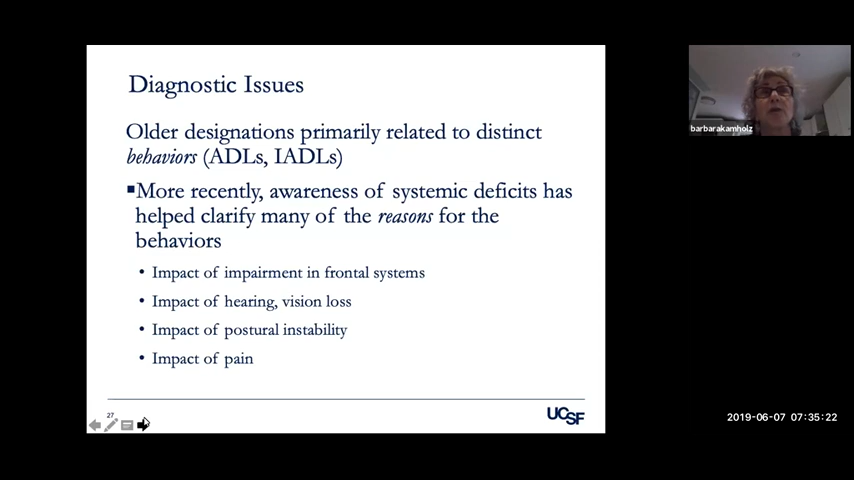 Diagnostic Issues
Older designations primarily related to distinct
behaviors (ADLs, IADLs)
▪More recently, awareness of systemic deficits has
helped clarify many of the reasons for the
behaviors
• Impact of impairment in frontal systems
• Impact of hearing, vision loss
• Impact of postural instability
• Impact of pain
27
UCSF
barbarakamholz
2019-06-07 07:35:22